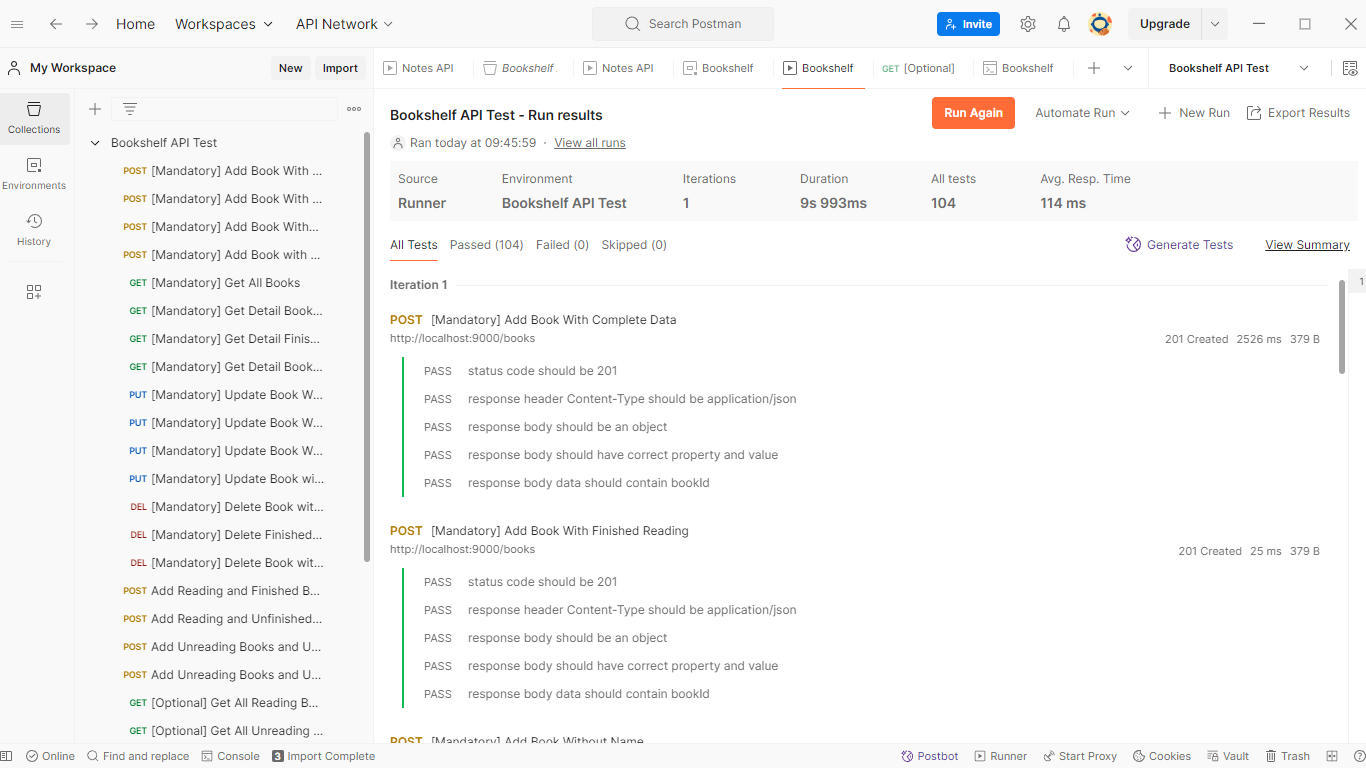 Home
Workspaces
API Network
Search Postman
Invite
Upgrade
My Workspace
New
Import
Notes API
Bookshelf
Notes API
Bookshelf
Bookshelf
GET [Optional]
Bookshelf
Bookshelf API Test
Collections
Environments
History
Bookshelf API Test
POST [Mandatory] Add Book With ...
POST [Mandatory] Add Book With ...
POST [Mandatory] Add Book With...
POST [Mandatory] Add Book with ...
GET [Mandatory] Get All Books
GET [Mandatory] Get Detail Book...
GET [Mandatory] Get Detail Finis...
GET [Mandatory] Get Detail Book...
PUT [Mandatory] Update Book W...
PUT [Mandatory] Update Book W...
PUT [Mandatory] Update Book W...
PUT [Mandatory] Update Book wi...
DEL [Mandatory] Delete Book wit...
DEL [Mandatory] Delete Finished...
DEL [Mandatory] Delete Book wit...
POST Add Reading and Finished B...
POST Add Reading and Unfinished...
POST Add Unreading Books and U...
POST Add Unreading Books and U...
GET [Optional] Get All Reading B...
GET [Optional] Get All Unreading ...
Bookshelf API Test - Run results
Run Again
Automate Run
New Run
Export Results
Ran today at 09:45:59 · View all runs
Source
Environment
Iterations
Duration
All tests
Avg. Resp. Time
Runner
Bookshelf API Test
1
9s 993ms
104
114 ms
All Tests
Passed (104)
Failed (0)
Skipped (0)
Generate Tests
View Summary
Iteration 1
1
POST [Mandatory] Add Book With Complete Data
http://localhost:9000/books
201 Created 2526 ms 379 B
PASS status code should be 201
PASS response header Content-Type should be application/json
PASS response body should be an object
PASS response body should have correct property and value
PASS response body data should contain bookId
POST [Mandatory] Add Book With Finished Reading
http://localhost:9000/books
201 Created 25 ms 379 B
PASS status code should be 201
PASS response header Content-Type should be application/json
PASS response body should be an object
PASS response body should have correct property and value
PASS response body data should contain bookId
POST [Mandatory] Add Book Without Name
Online
Find and replace
Console
3 Import Complete
Postbot
Runner
Start Proxy
Cookies
Vault
Trash